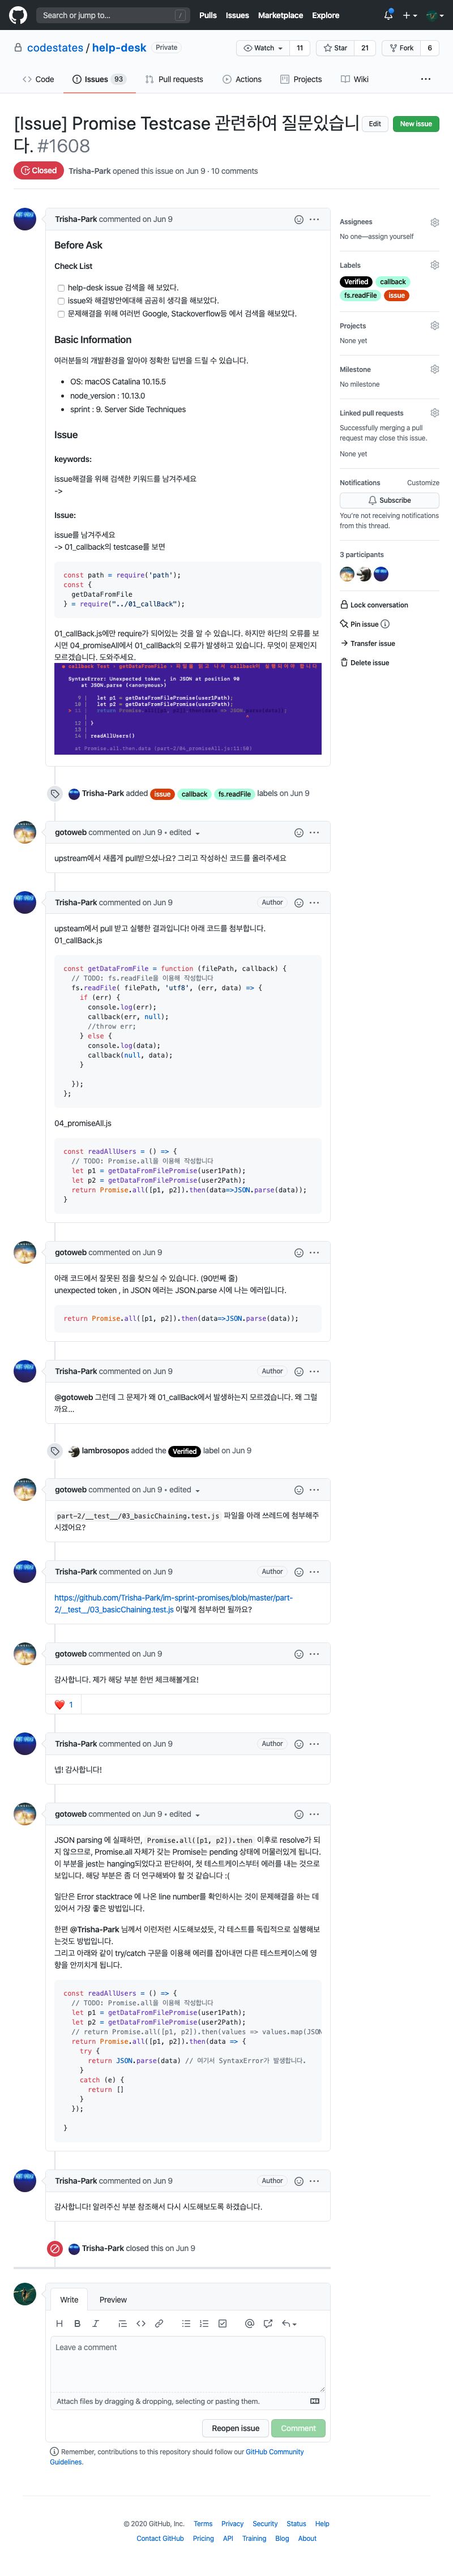 Search or jump to...
/
Pulls Issues Marketplace Explore
codestates / help-desk Private
Watch 11 Star 21 Fork 6
Code Issues 93 Pull requests Actions Projects Wiki
[Issue] Promise Testcase 관련하여 질문있습니
다. #1608
Edit New issue
Closed Trisha-Park opened this issue on Jun 9 · 10 comments
Trisha-Park commented on Jun 9
Before Ask
Check List
help-desk issue 검색을 해 보았다.
issue와 해결방안에대해 곰곰히 생각을 해보았다.
문제해결을 위해 여러번 Google, Stackoverflow등 에서 검색을 해보았다.
Basic Information
여러분들의 개발환경을 알아야 정확한 답변을 드릴 수 있습니다.
OS: macOS Catalina 10.15.5
node_version : 10.13.0
sprint : 9. Server Side Techniques
Issue
keywords:
issue해결을 위해 검색한 키워드를 남겨주세요
->
Issue:
issue를 남겨주세요
-> 01_callback의 testcase를 보면
const path = require('path');
const {
getDataFromFile
} = require("../01_callBack");
01_callBack.js에만 require가 되어있는 것을 알 수 있습니다. 하지만 하단의 오류를 보
시면 04_promiseAll에서 01_callBack의 오류가 발생하고 있습니다. 무엇이 문제인지
모르겠습니다. 도와주세요.
SyntaxError: Unexpected token , in JSON at position 90
at JSON.parse (<anonymous>)
9 | let p1 = getDataFromFilePromise(user1Path);
10 | let p2 = getDataFromFilePromise(user2Path);
12 | }
13 |
14 | readAllUsers()
at Promise.all.then.data (part-2/04_promiseAll.js:11:60)
Assignees
No one—assign yourself
Labels
Verified callback
fs.readFile issue
Projects
None yet
Milestone
No milestone
Linked pull requests
Successfully merging a pull
request may close this issue.
None yet
Notifications Customize
Subscribe
You're not receiving notifications
from this thread.
3 participants
Lock conversation
Pin issue
Transfer issue
Delete issue
Trisha-Park added issue callback fs.readFile labels on Jun 9
gotoweb commented on Jun 9 • edited
upstream에서 새롭게 pull받으셨나요? 그리고 작성하신 코드를 올려주세요
Trisha-Park commented on Jun 9 Author
upsteam에서 pull 받고 실행한 결과입니다! 아래 코드를 첨부합니다.
01_callBack.js
const getDataFromFile = function (filePath, callback) {
// TODO: fs.readFile을 이용해 작성합니다
fs.readFile( filePath, 'utf8', (err, data) => {
if (err) {
console.log(err);
callback(err, null);
//throw err;
} else {
console.log(data);
callback(null, data);
}
});
};
04_promiseAll.js
const readAllUsers = () => {
// TODO: Promise.all을 이용해 작성합니다
let p1 = getDataFromFilePromise(user1Path);
let p2 = getDataFromFilePromise(user2Path);
return Promise.all([p1, p2]).then(data=>JSON.parse(data));
}
gotoweb commented on Jun 9
아래 코드에서 잘못된 점을 찾으실 수 있습니다. (90번째 줄)
unexpected token , in JSON 에러는 JSON.parse 시에 나는 에러입니다.
return Promise.all([p1, p2]).then(data=>JSON.parse(data));
Trisha-Park commented on Jun 9 Author
@gotoweb 그런데 그 문제가 왜 01_callBack에서 발생하는지 모르겠습니다. 왜 그럴
까요...
lambrosopos added the Verified label on Jun 9
gotoweb commented on Jun 9 • edited
part-2/__test__/03_basicChaining.test.js 파일을 아래 쓰레드에 첨부해주
시겠어요?
Trisha-Park commented on Jun 9 Author
https://github.com/Trisha-Park/im-sprint-promises/blob/master/part-
2/__test__/03_basicChaining.test.js 이렇게 첨부하면 될까요?
gotoweb commented on Jun 9
감사합니다. 제가 해당 부분 한번 체크해볼게요!
❤️ 1
Trisha-Park commented on Jun 9 Author
넵! 감사합니다!
gotoweb commented on Jun 9 • edited
JSON parsing 에 실패하면, Promise.all([p1, p2]).then 이후로 resolve가 되
지 않으므로, Promise.all 자체가 갖는 Promise는 pending 상태에 머물러있게 됩니다.
이 부분을 jest는 hanging되었다고 판단하여, 첫 테스트케이스부터 에러를 내는 것으로
보입니다. 해당 부분은 좀 더 연구해봐야 할 것 같습니다 :(
일단은 Error stacktrace 에 나온 line number를 확인하시는 것이 문제해결을 하는 데
있어서 가장 좋은 방법입니다.
한편 @Trisha-Park 님께서 이런저런 시도해보셨듯, 각 테스트를 독립적으로 실행해보
는것도 방법입니다.
그리고 아래와 같이 try/catch 구문을 이용해 에러를 잡아내면 다른 테스트케이스에 영
향을 안끼치게 됩니다.
const readAllUsers = () => {
// TODO: Promise.all을 이용해 작성합니다
let p1 = getDataFromFilePromise(user1Path);
let p2 = getDataFromFilePromise(user2Path);
// return Promise.all([p1, p2]).then(values => values.map(JSON
return Promise.all([p1, p2]).then(data => {
try {
return JSON.parse(data) // 여기서 SyntaxError가 발생합니다.
}
catch (e) {
return []
}
});
}
Trisha-Park commented on Jun 9 Author
감사합니다! 알려주신 부분 참조해서 다시 시도해보도록 하겠습니다.
Trisha-Park closed this on Jun 9
Write Preview
Leave a comment
Attach files by dragging & dropping, selecting or pasting them.
Reopen issue Comment
Remember, contributions to this repository should follow our GitHub Community
Guidelines.
© 2020 GitHub, Inc. Terms Privacy Security Status Help
Contact GitHub Pricing API Training Blog About